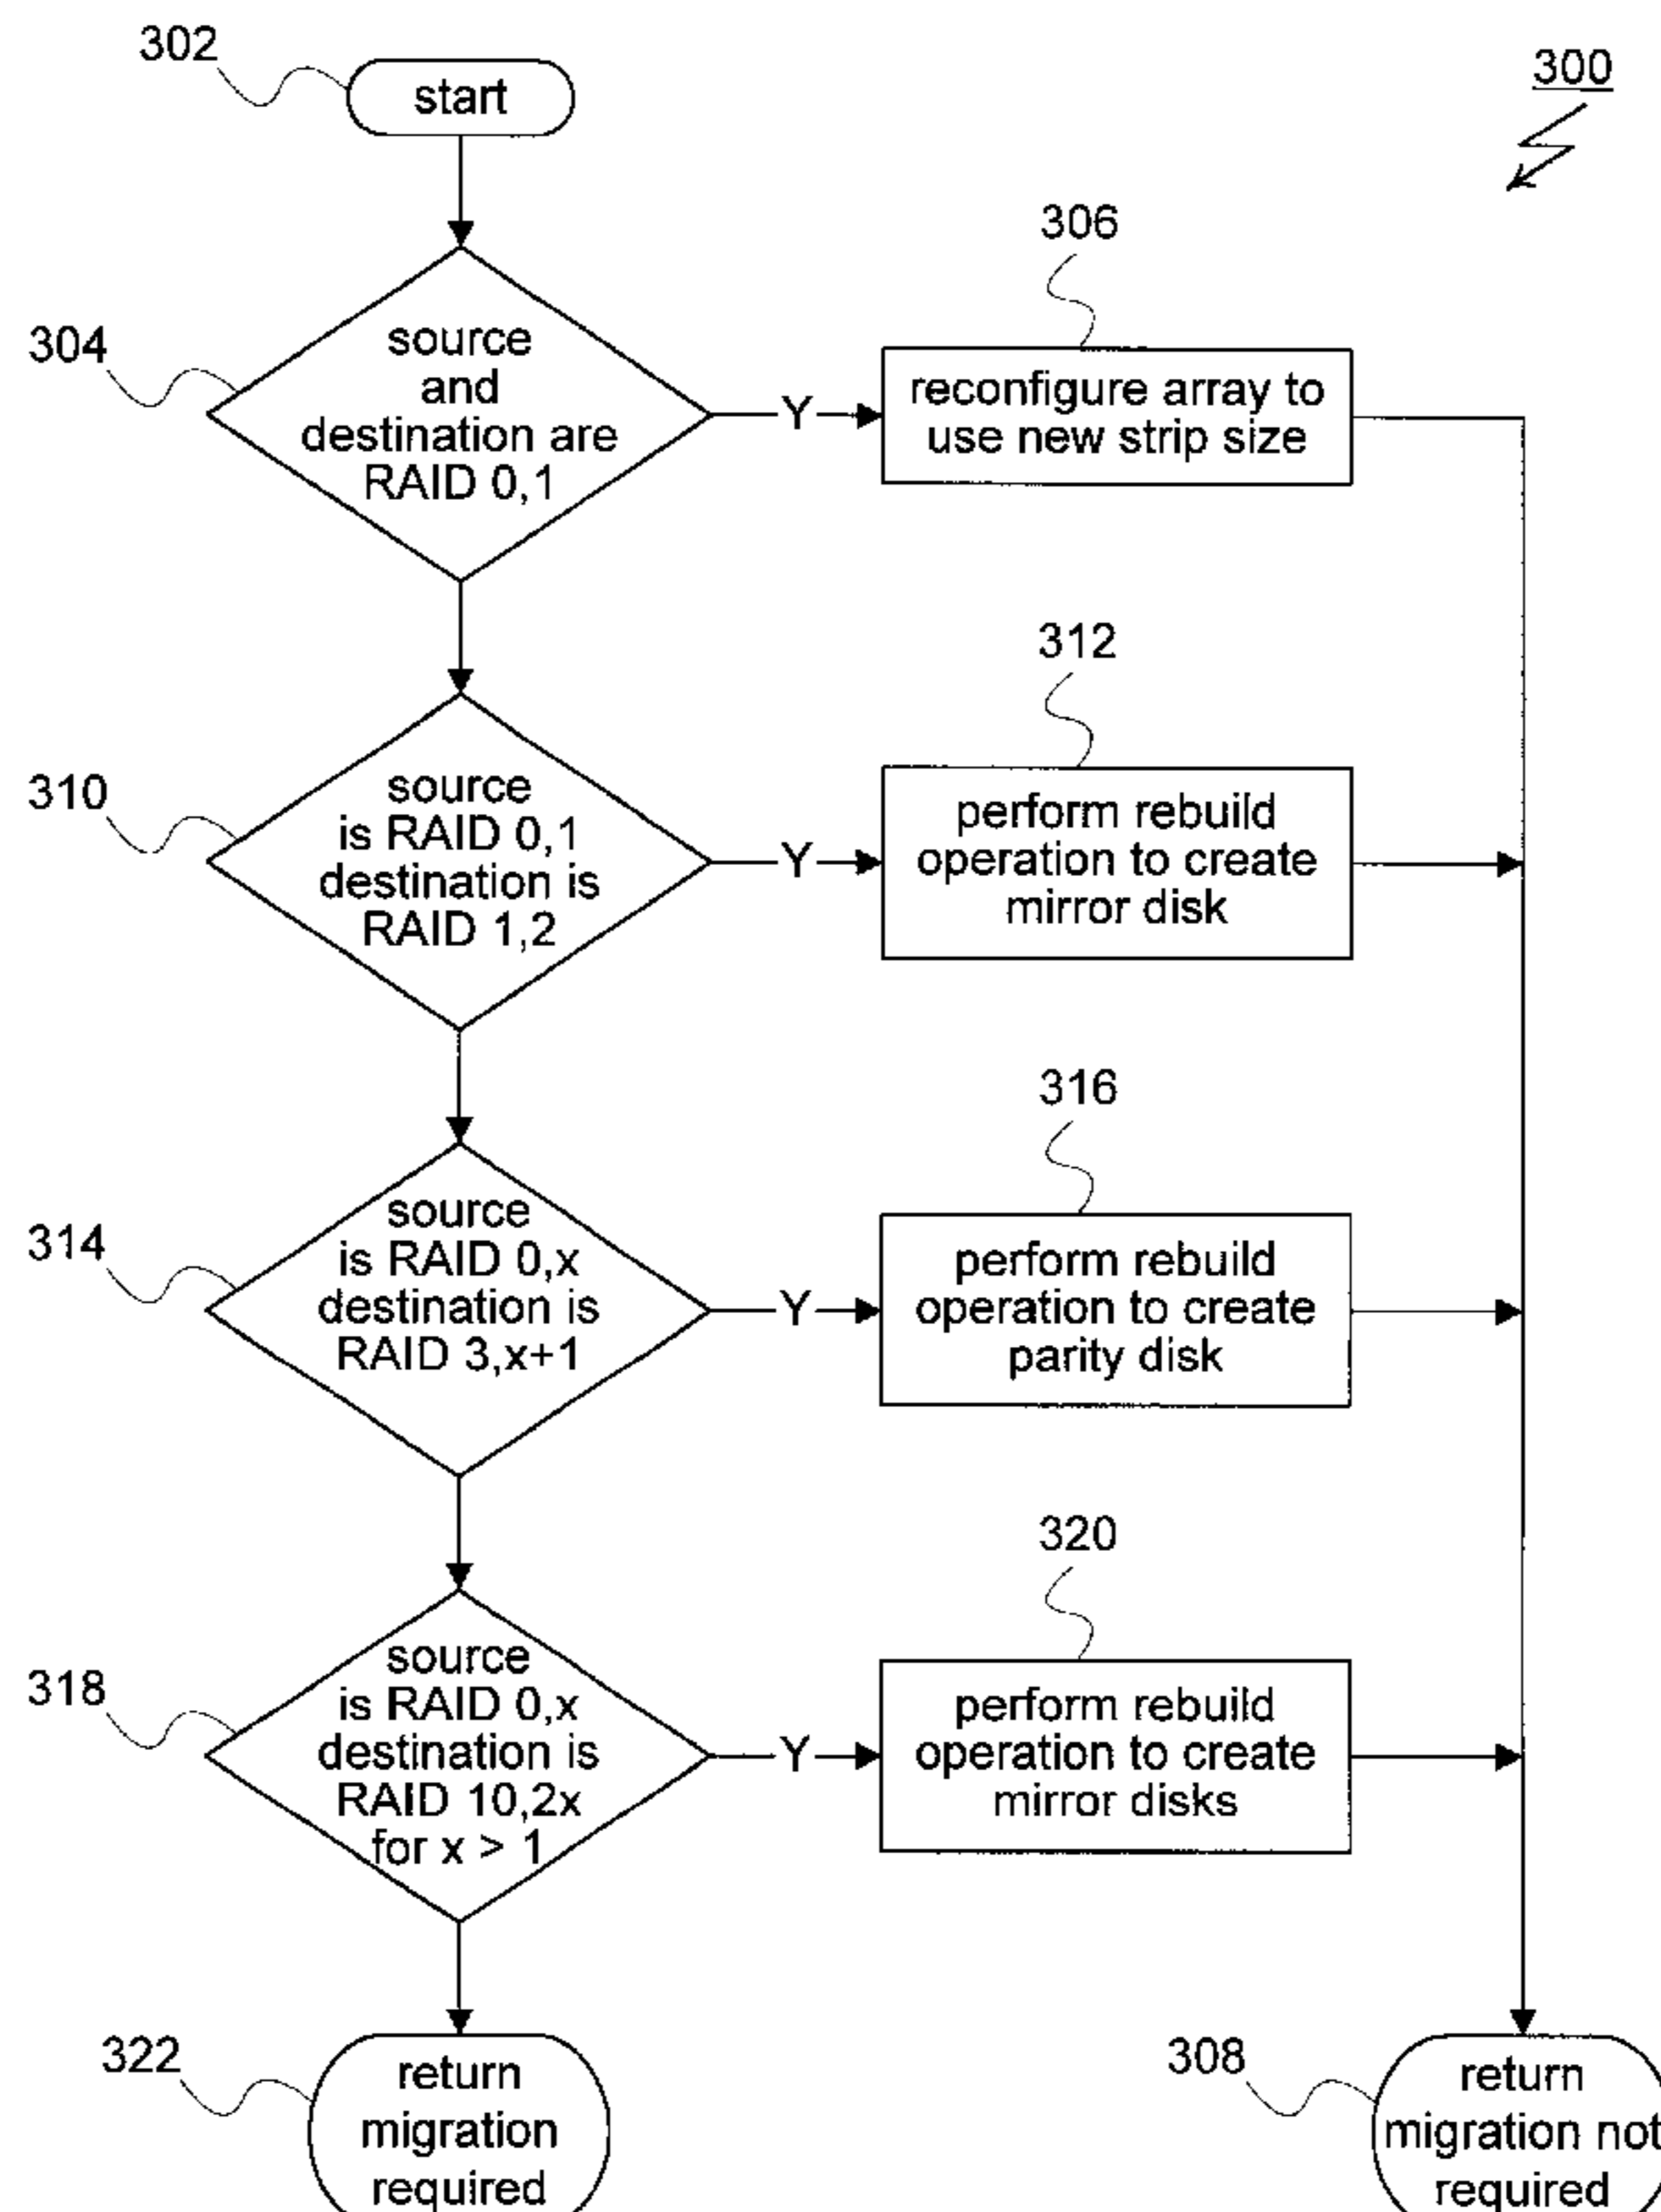 302
start
300
304
source
and
destination are
RAID 0,1
Y
306
reconfigure array to
use new strip size
310
source
is RAID 0,1
destination is
RAID 1,2
Y
312
perform rebuild
operation to create
mirror disk
314
source
is RAID 0,x
destination is
RAID 3,x+1
Y
316
perform rebuild
operation to create
parity disk
318
source
is RAID 0,x
destination is
RAID 10,2x
for x > 1
Y
320
perform rebuild
operation to create
mirror disks
322
return
migration
required
308
return
migration not
required